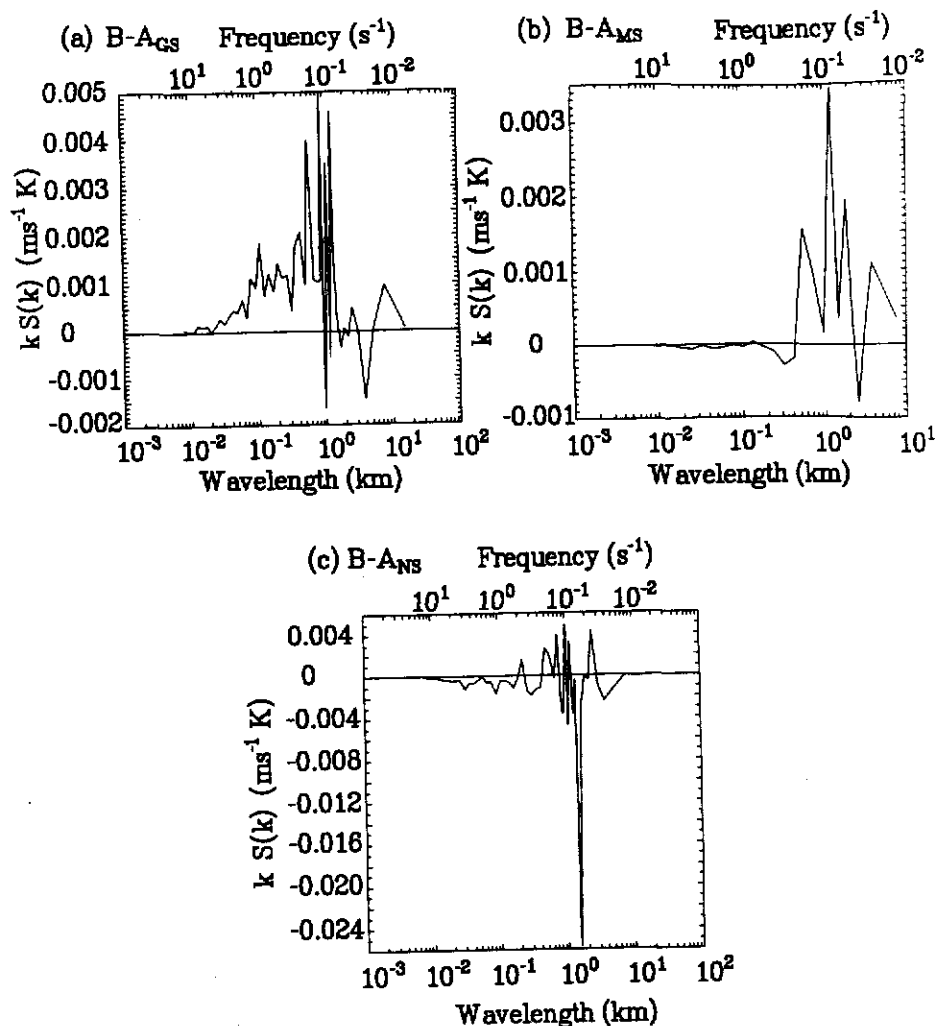 (a) B-A_GS Frequency (s⁻¹)
10¹ 10⁰ 10⁻¹ 10⁻²
0.005
0.004
0.003
0.002
0.001
0
-0.001
-0.002
k S(k) (ms⁻¹ K)
10⁻³ 10⁻² 10⁻¹ 10⁰ 10¹ 10²
Wavelength (km)
(b) B-A_MS Frequency (s⁻¹)
10¹ 10⁰ 10⁻¹ 10⁻²
0.003
0.002
0.001
0
-0.001
k S(k) (ms⁻¹ K)
10⁻³ 10⁻² 10⁻¹ 10⁰ 10¹
Wavelength (km)
(c) B-A_NS Frequency (s⁻¹)
10¹ 10⁰ 10⁻¹ 10⁻²
0.004
0
-0.004
-0.008
-0.012
-0.016
-0.020
-0.024
k S(k) (ms⁻¹ K)
10⁻³ 10⁻² 10⁻¹ 10⁰ 10¹ 10²
Wavelength (km)